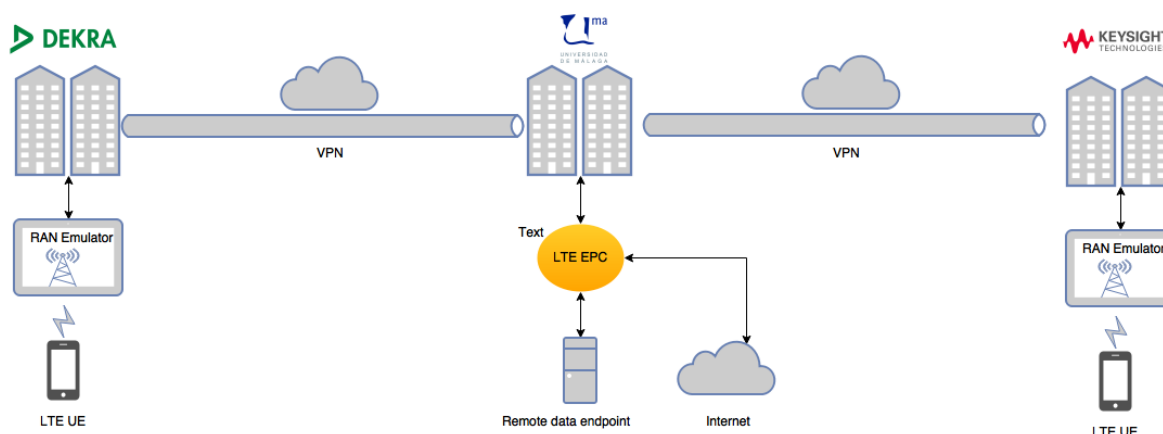 DEKRA
uma
UNIVERSIDAD
DE MÁLAGA
KEYSIGHT
TECHNOLOGIE
VPN
VPN
RAN Emulator
Text
LTE EPC
RAN Emulator
LTE UE
Remote data endpoint
Internet
LTE UE